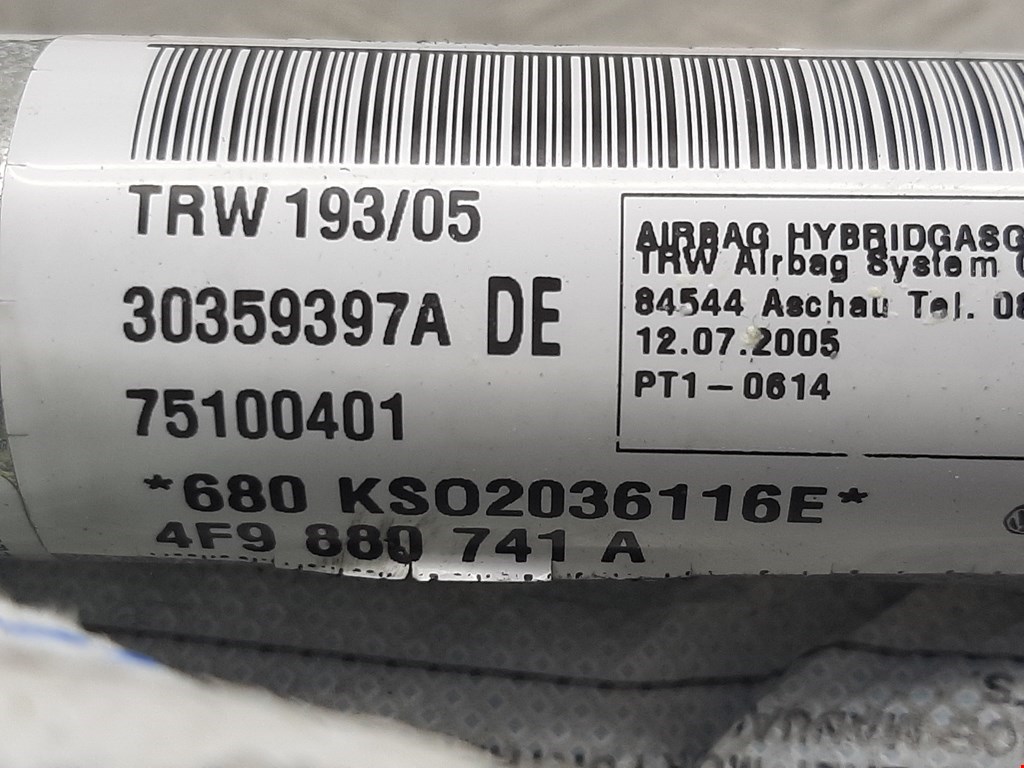 TRW 193/05
30359397A DE
75100401
*680 KSO2036116E*
4F9 880 741 A
AIRBAG HYBRIDGASG
TRW Airbag System
84544 Aschau Tel. 08
12.07.2005
PT1-0614